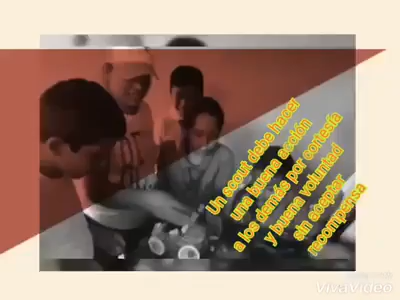 Un scout debe hacer
una buena acción
a los demás por cortesía
y buena voluntad
sin aceptar
recompensa
VivaVideo